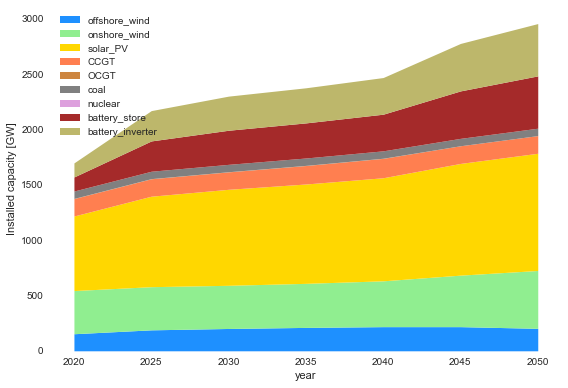 3000
2500
2000
1500
1000
500
0
Installed capacity [GW]
offshore_wind
onshore_wind
solar_PV
CCGT
OCGT
coal
nuclear
battery_store
battery_inverter
2020 2025 2030 2035 2040 2045 2050
year